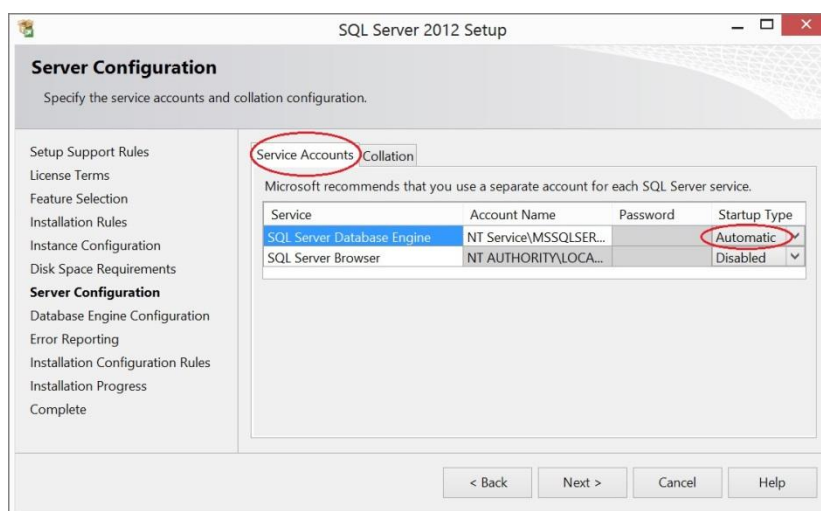 SQL Server 2012 Setup
Server Configuration
Specify the service accounts and collation configuration.
Setup Support Rules
License Terms
Feature Selection
Installation Rules
Instance Configuration
Disk Space Requirements
Server Configuration
Database Engine Configuration
Error Reporting
Installation Configuration Rules
Installation Progress
Complete
Service Accounts Collation
Microsoft recommends that you use a separate account for each SQL Server service.
Service Account Name Password Startup Type
SQL Server Database Engine NT Service\MSSQLSER... Automatic
SQL Server Browser NT AUTHORITY\LOCA... Disabled
< Back Next > Cancel Help